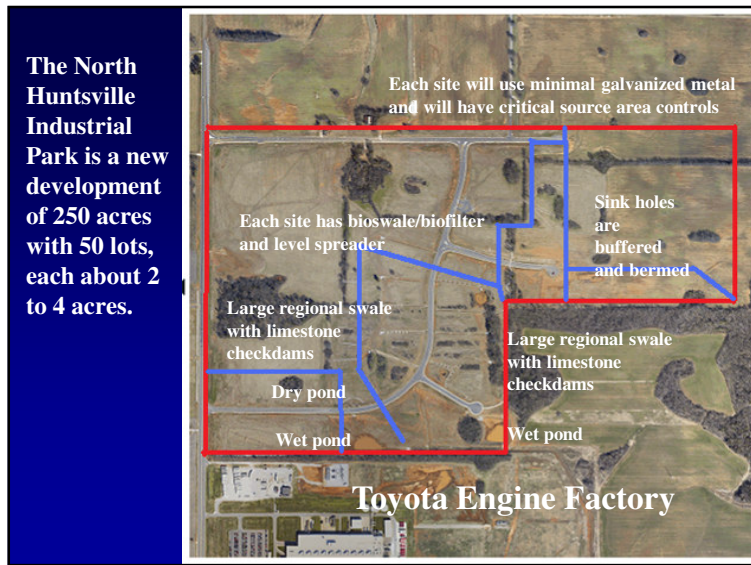 The North
Huntsville
Industrial
Park is a new
development
of 250 acres
with 50 lots,
each about 2
to 4 acres.
Each site will use minimal galvanized metal
and will have critical source area controls
Each site has bioswale/biofilter
and level spreader
Sink holes
are
buffered
and bermed
Large regional swale
with limestone
checkdams
Large regional swale
with limestone
checkdams
Dry pond
Wet pond
Wet pond
Toyota Engine Factory